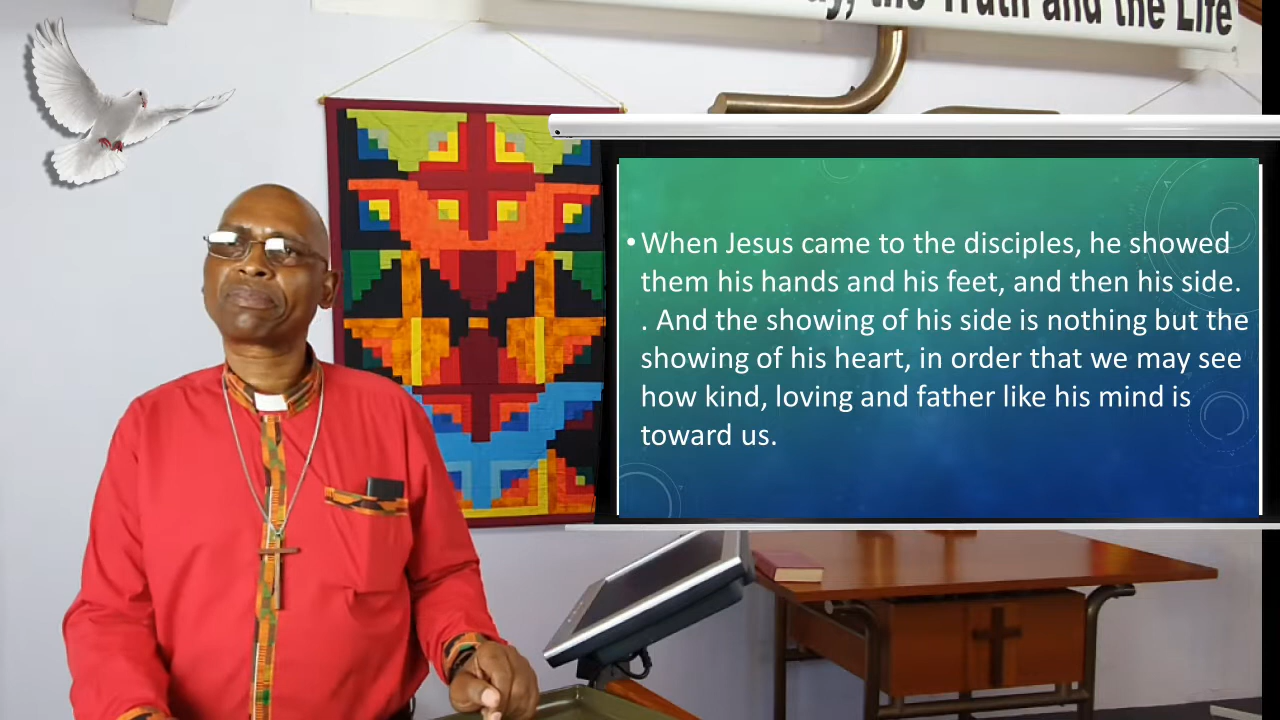 the Truth and the Life
• When Jesus came to the disciples, he showed
them his hands and his feet, and then his side.
. And the showing of his side is nothing but the
showing of his heart, in order that we may see
how kind, loving and father like his mind is
toward us.